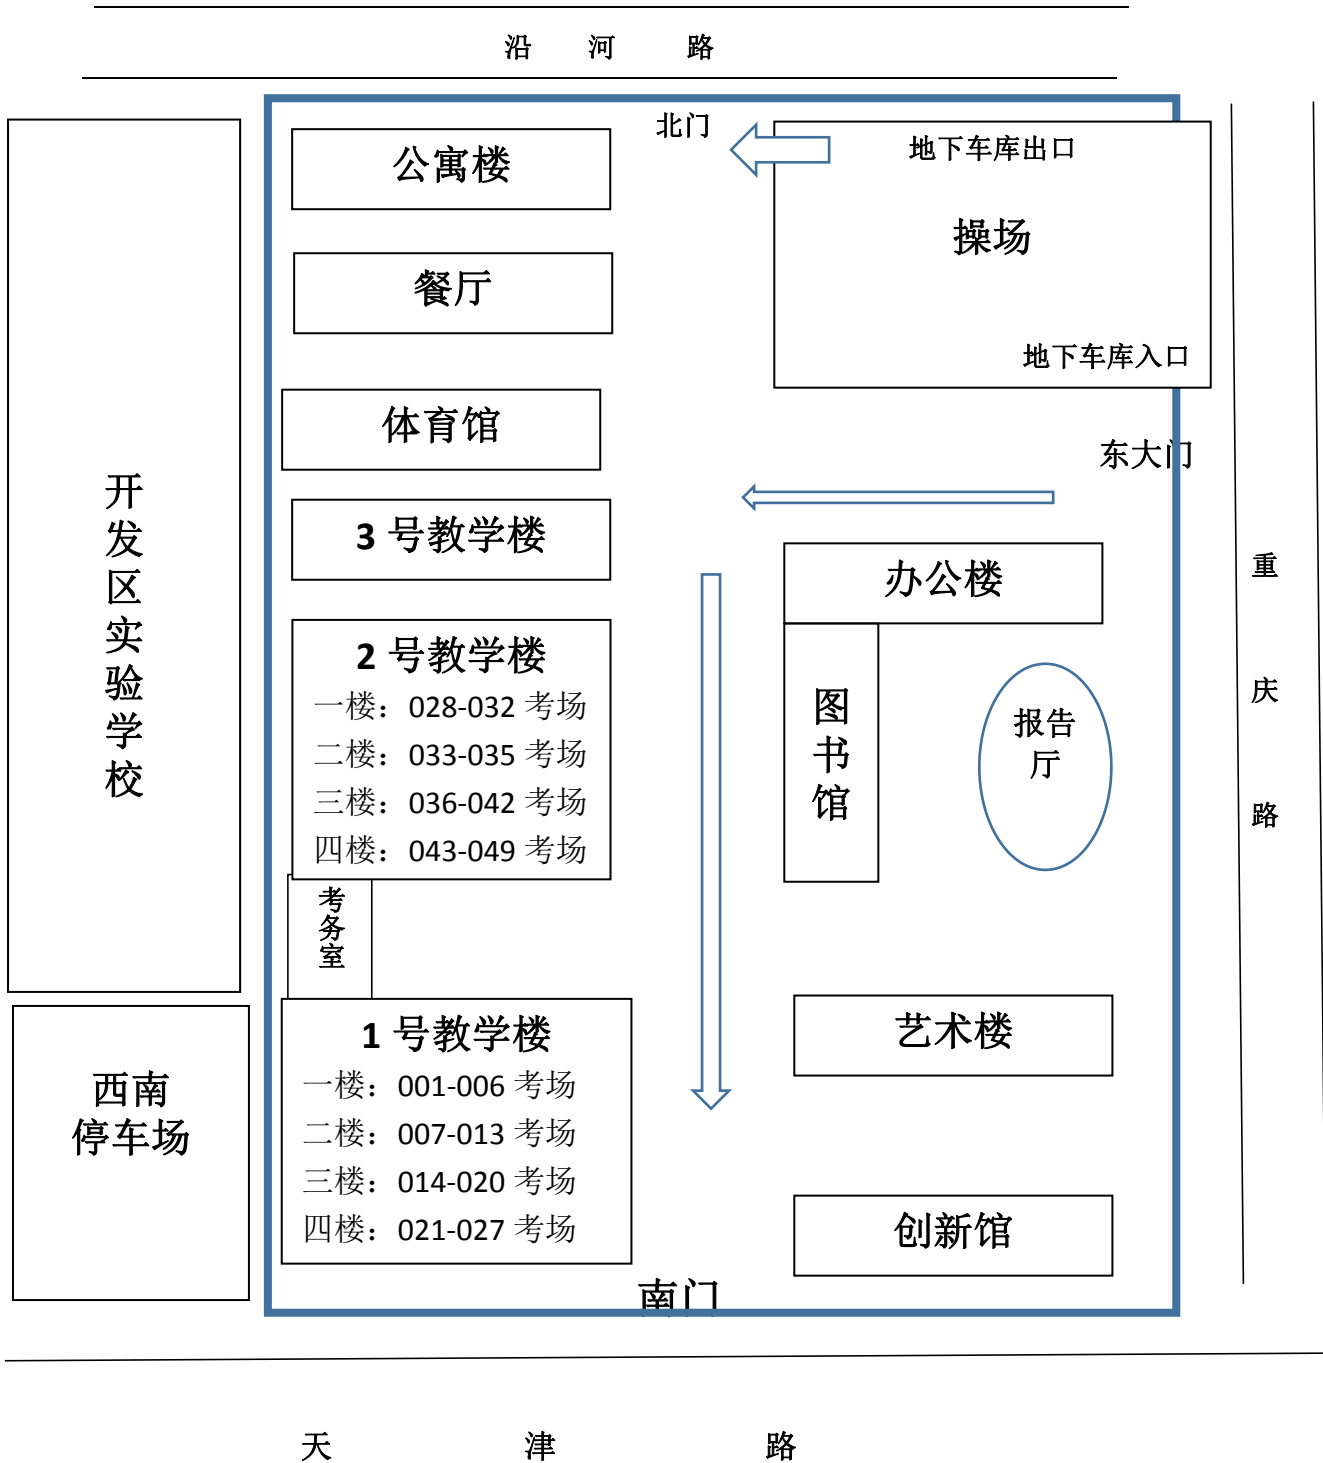 沿 河 路
北门
地下车库出口
公寓楼
操场
餐厅
地下车库入口
体育馆
东大门
3 号教学楼
办公楼
开
发
区
实
验
学
校
重
庆
路
2 号教学楼
一楼：028-032 考场
二楼：033-035 考场
三楼：036-042 考场
四楼：043-049 考场
图
书
馆
报告
厅
考
务
室
1 号教学楼
一楼：001-006 考场
二楼：007-013 考场
三楼：014-020 考场
四楼：021-027 考场
艺术楼
西南
停车场
创新馆
南门
天 津 路